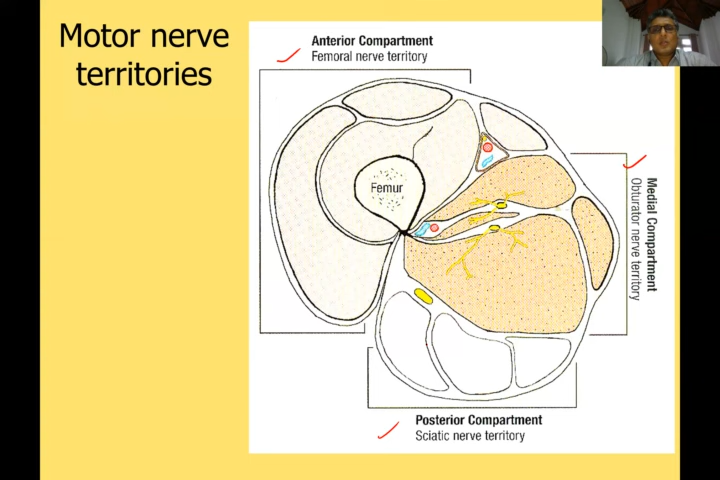 Motor nerve
territories
Anterior Compartment
Femoral nerve territory
Femur
Medial Compartment
Obturator nerve territory
Posterior Compartment
Sciatic nerve territory